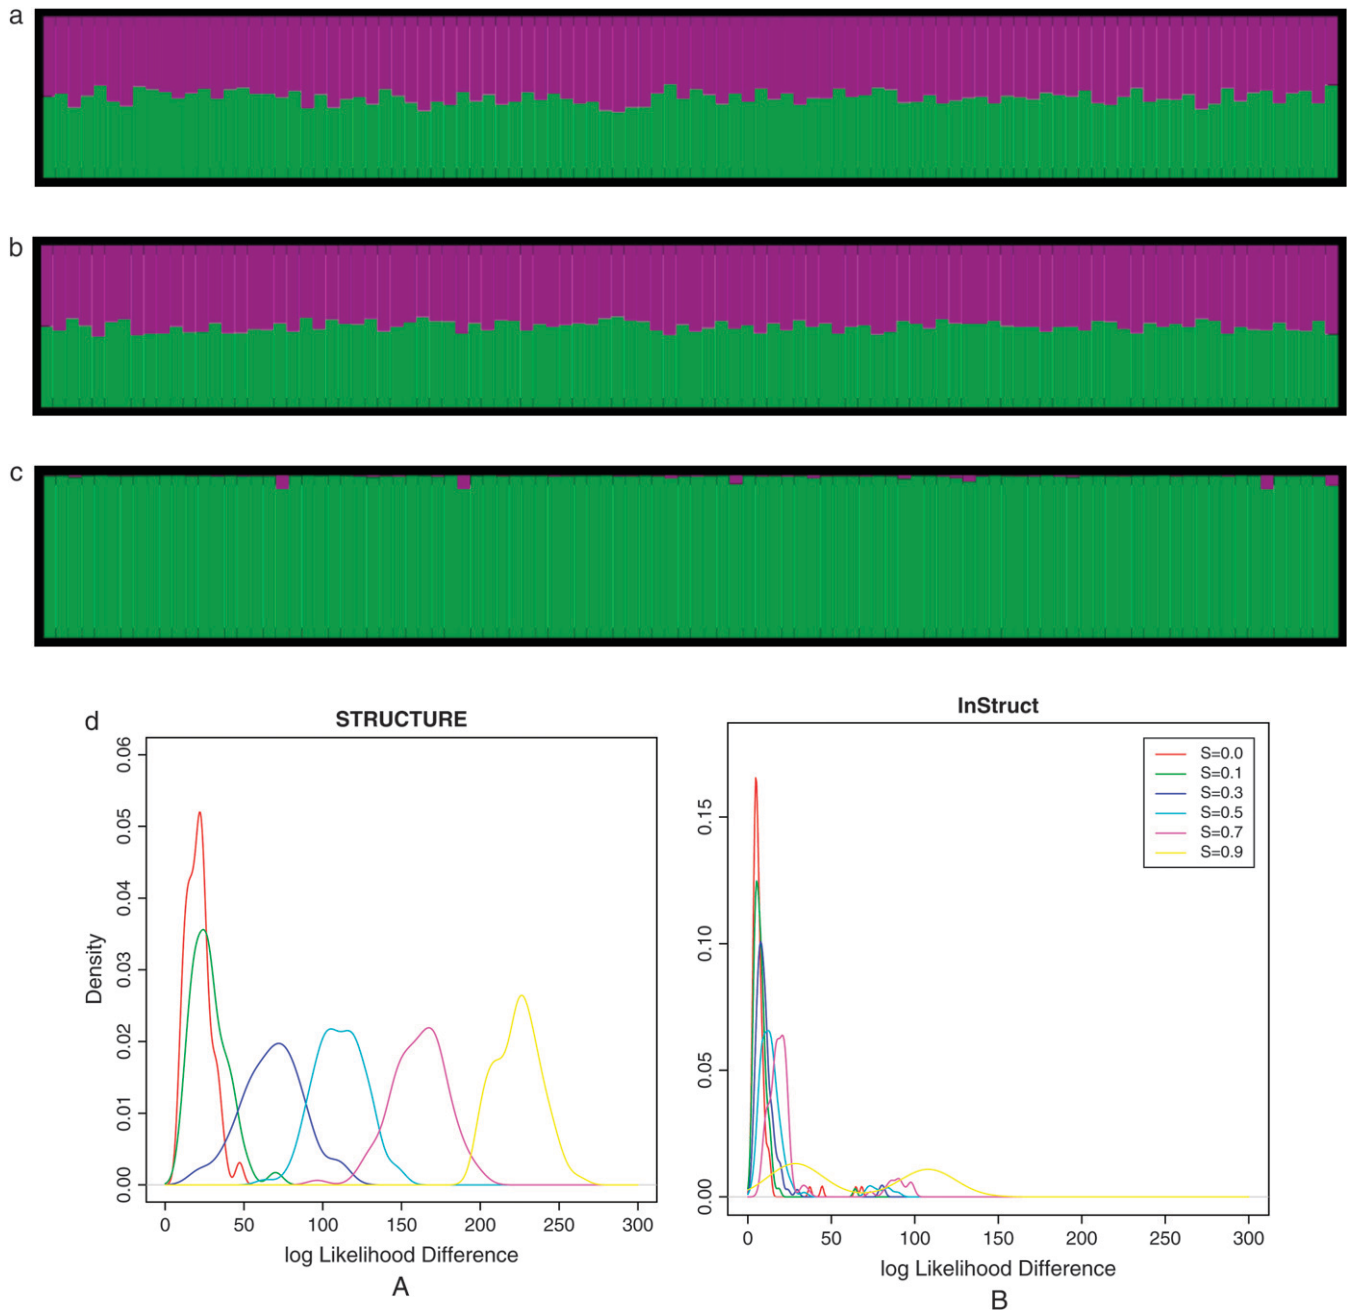 a
b
c
d
STRUCTURE
0.00 0.01 0.02 0.03 0.04 0.05 0.06
Density
0 50 100 150 200 250 300
log Likelihood Difference
A
InStruct
S=0.0
S=0.1
S=0.3
S=0.5
S=0.7
S=0.9
0.00 0.05 0.10 0.15
0 50 100 150 200 250 300
log Likelihood Difference
B